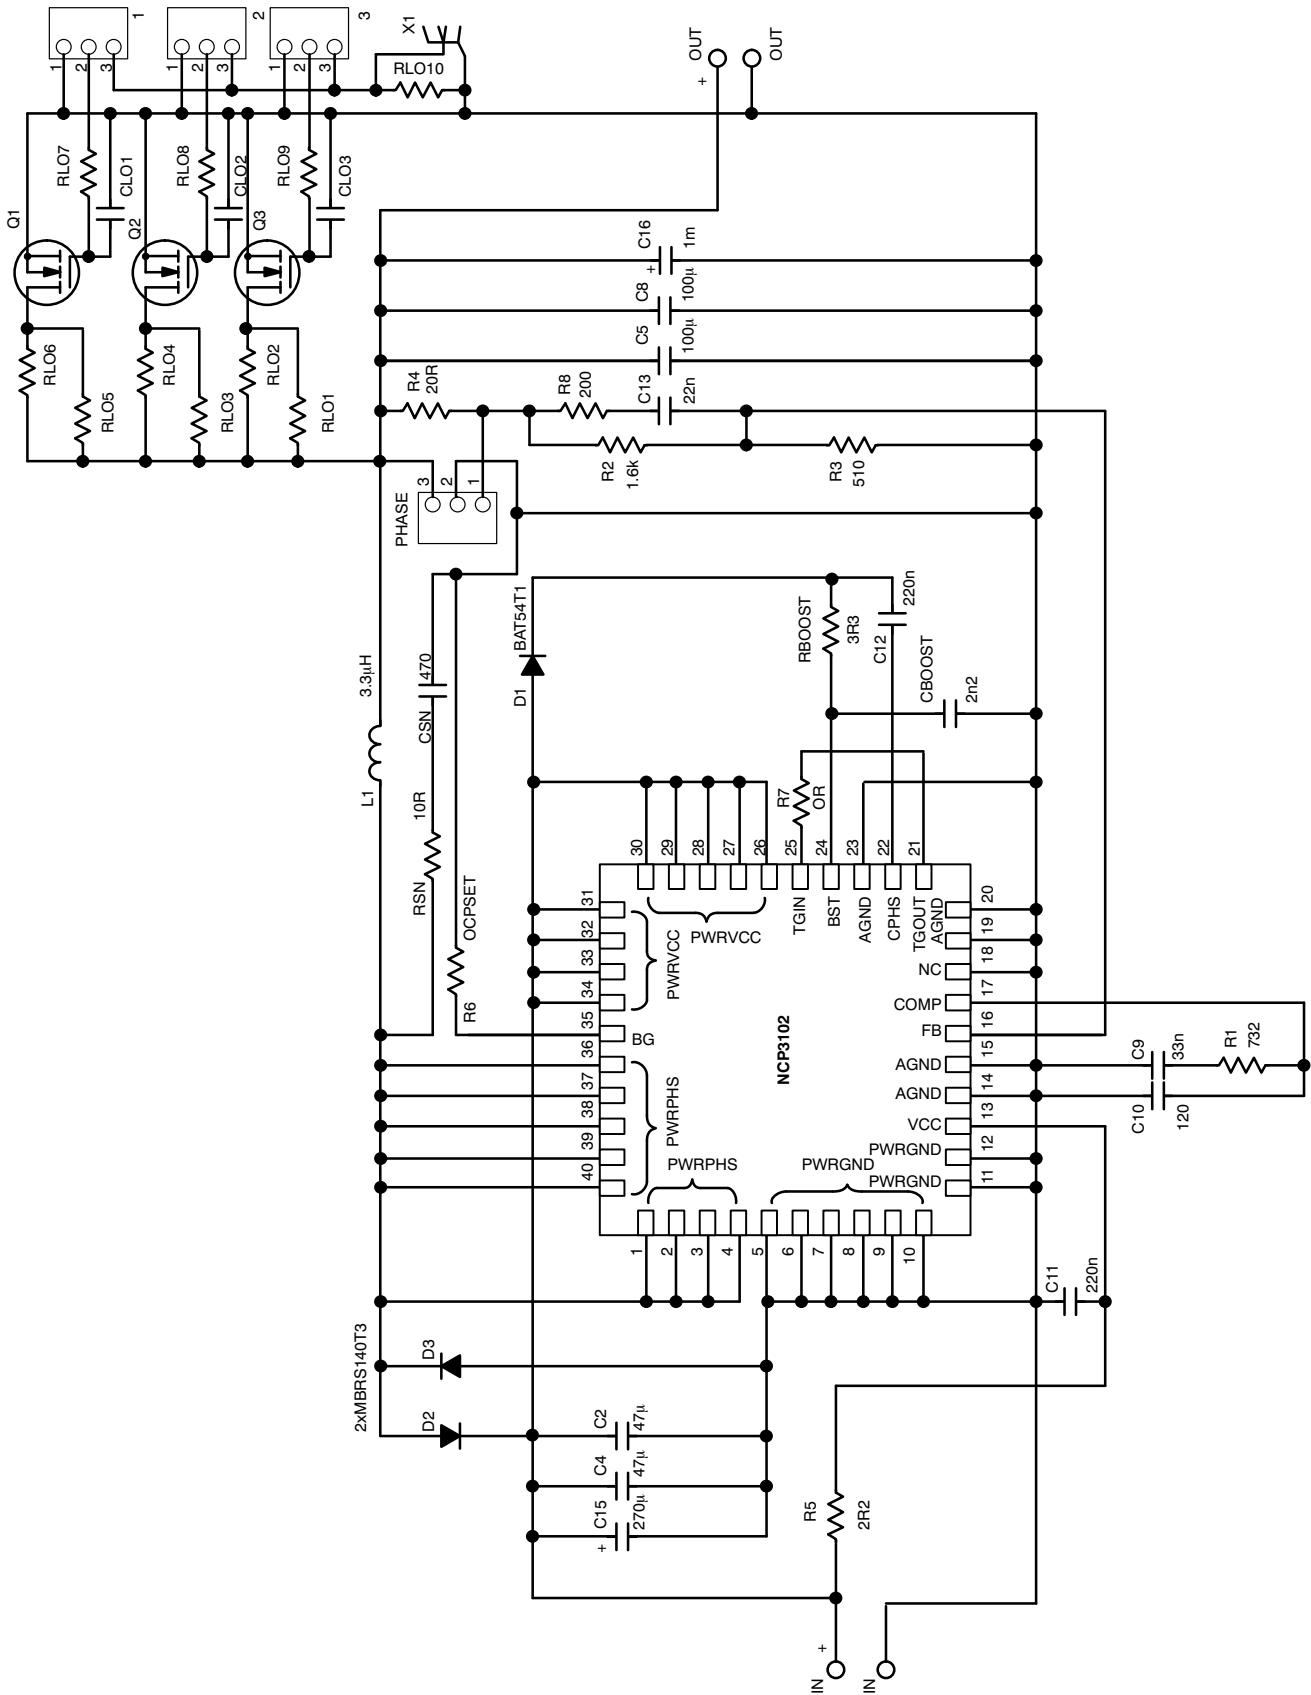 1
2
3
1
2
3
1
2
3
1
2
3
X1
RLO10
OUT
+
OUT
Q1
RLO7
CLO1
Q2
RLO8
CLO2
Q3
RLO9
CLO3
RLO6
RLO5
RLO4
RLO3
RLO2
RLO1
C16
+
1m
C8
100µ
C5
100µ
R4
20R
R8
200
C13
22n
R2
1.6k
R3
510
PHASE
3
2
1
L1
3.3µH
RSN
10R
CSN
470
R6
OCPSET
D1
BAT54T1
RBOOST
3R3
C12
220n
CBOOST
2n2
R7
OR
30
29
28
27
26
25
24
23
22
21
PWRVCC
TGIN
BST
AGND
CPHS
TGOUT
31
32
33
34
35
36
37
38
39
40
PWRVCC
BG
PWRPHS
NCP3102
AGND
NC
COMP
FB
AGND
AGND
VCC
PWRGND
PWRGND
20
19
18
17
16
15
14
13
12
11
PWRPHS
PWRGND
1
2
3
4
5
6
7
8
9
10
C9
33n
R1
732
C10
120
C11
220n
2xMBRS140T3
D3
D2
C2
47µ
C4
47µ
C15
+
270µ
R5
2R2
IN
+
IN